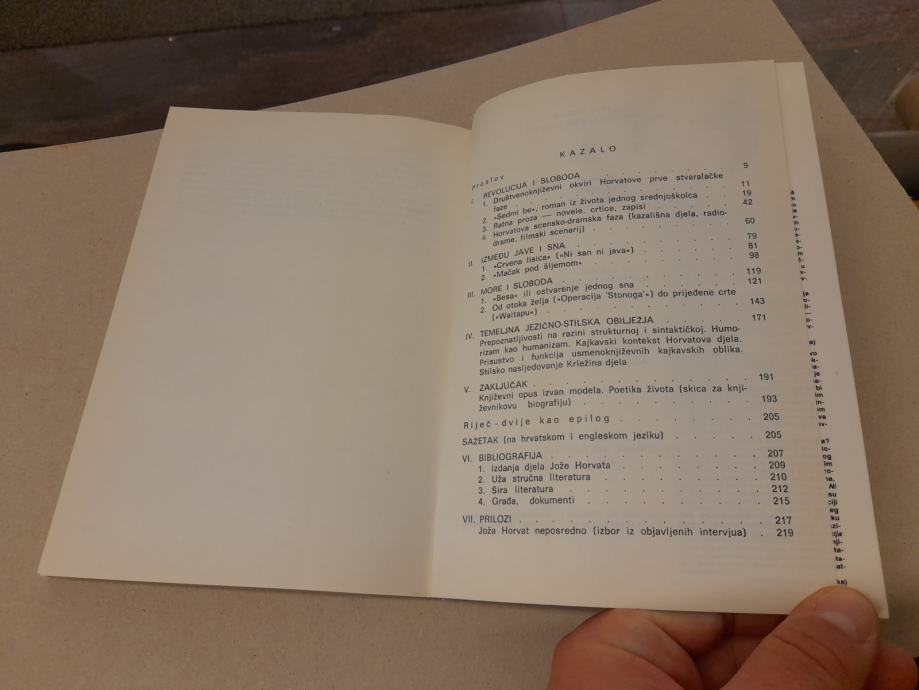 KAZALO
Proslov . . . . . . . . . . . 9
I. REVOLUCIJA I SLOBODA
1. Društvenoknjiževni okviri Horvatove prve stvaralačke
faze . . . . . . . . . . . 11
2. »Sedmi be«, roman iz života jednog srednjoškolca . 19
3. Ratna proza — novele, crtice, zapisi . . . . 42
4. Horvatova scensko-dramska faza (kazališna djela, radio-
drame, filmski scenarij) . . . . . . . 60
II. IZMEĐU JAVE I SNA . . . . . . . . 79
1. »Crvena lisica« (»Ni san ni java«) . . . . . 81
2. »Mačak pod šljemom« . . . . . . . 98
III. MORE I SLOBODA . . . . . . . . 119
1. »Besa« ili ostvarenje jednog sna . . . . . 121
2. Od otoka želja (»Operacija 'Stonoga'«) do prijeđene crte
(»Waitapu«) . . . . . . . . . 143
IV. TEMELJNA JEZIČNO-STILSKA OBILJEŽJA . . . 171
Prepoznatljivosti na razini strukturnoj i sintaktičkoj. Humo-
rizam kao humanizam. Kajkavski kontekst Horvatova djela.
Prisustvo i funkcija usmenoknjiževnih kajkavskih oblika.
Stilsko nasljedovanje Krležina djela
V. ZAKLJUČAK . . . . . . . . . . 191
Književni opus izvan modela. Poetika života (skica za knji-
ževnikovu biografiju) . . . . . . . . 193
Riječ-dvije kao epilog . . . . . . . . 205
SAŽETAK (na hrvatskom i engleskom jeziku) . . . . 205
VI. BIBLIOGRAFIJA . . . . . . . . . 207
1. Izdanja djela Jože Horvata . . . . . . 209
2. Uža stručna literatura . . . . . . . 210
3. Šira literatura . . . . . . . . . 212
4. Građa, dokumenti . . . . . . . . 215
VII. PRILOZI . . . . . . . . . . . 217
Joža Horvat neposredno (izbor iz objavljenih intervjua) . 219